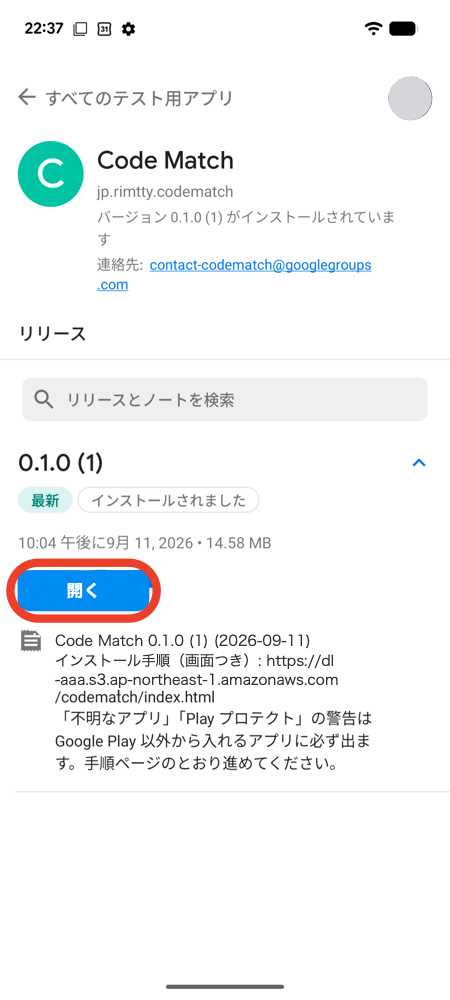 22:37
31
すべてのテスト用アプリ
C
Code Match
jp.rimtty.codematch
バージョン 0.1.0 (1) がインストールされていま
す
連絡先: contact-codematch@googlegroups
.com
リリース
リリースとノートを検索
0.1.0 (1)
最新 インストールされました
10:04 午後に9月 11, 2026 • 14.58 MB
開く
Code Match 0.1.0 (1) (2026-09-11)
インストール手順（画面つき）: https://dl
-aaa.s3.ap-northeast-1.amazonaws.com
/codematch/index.html
「不明なアプリ」「Play プロテクト」の警告は
Google Play 以外から入れるアプリに必ず出ま
す。手順ページのとおり進めてください。